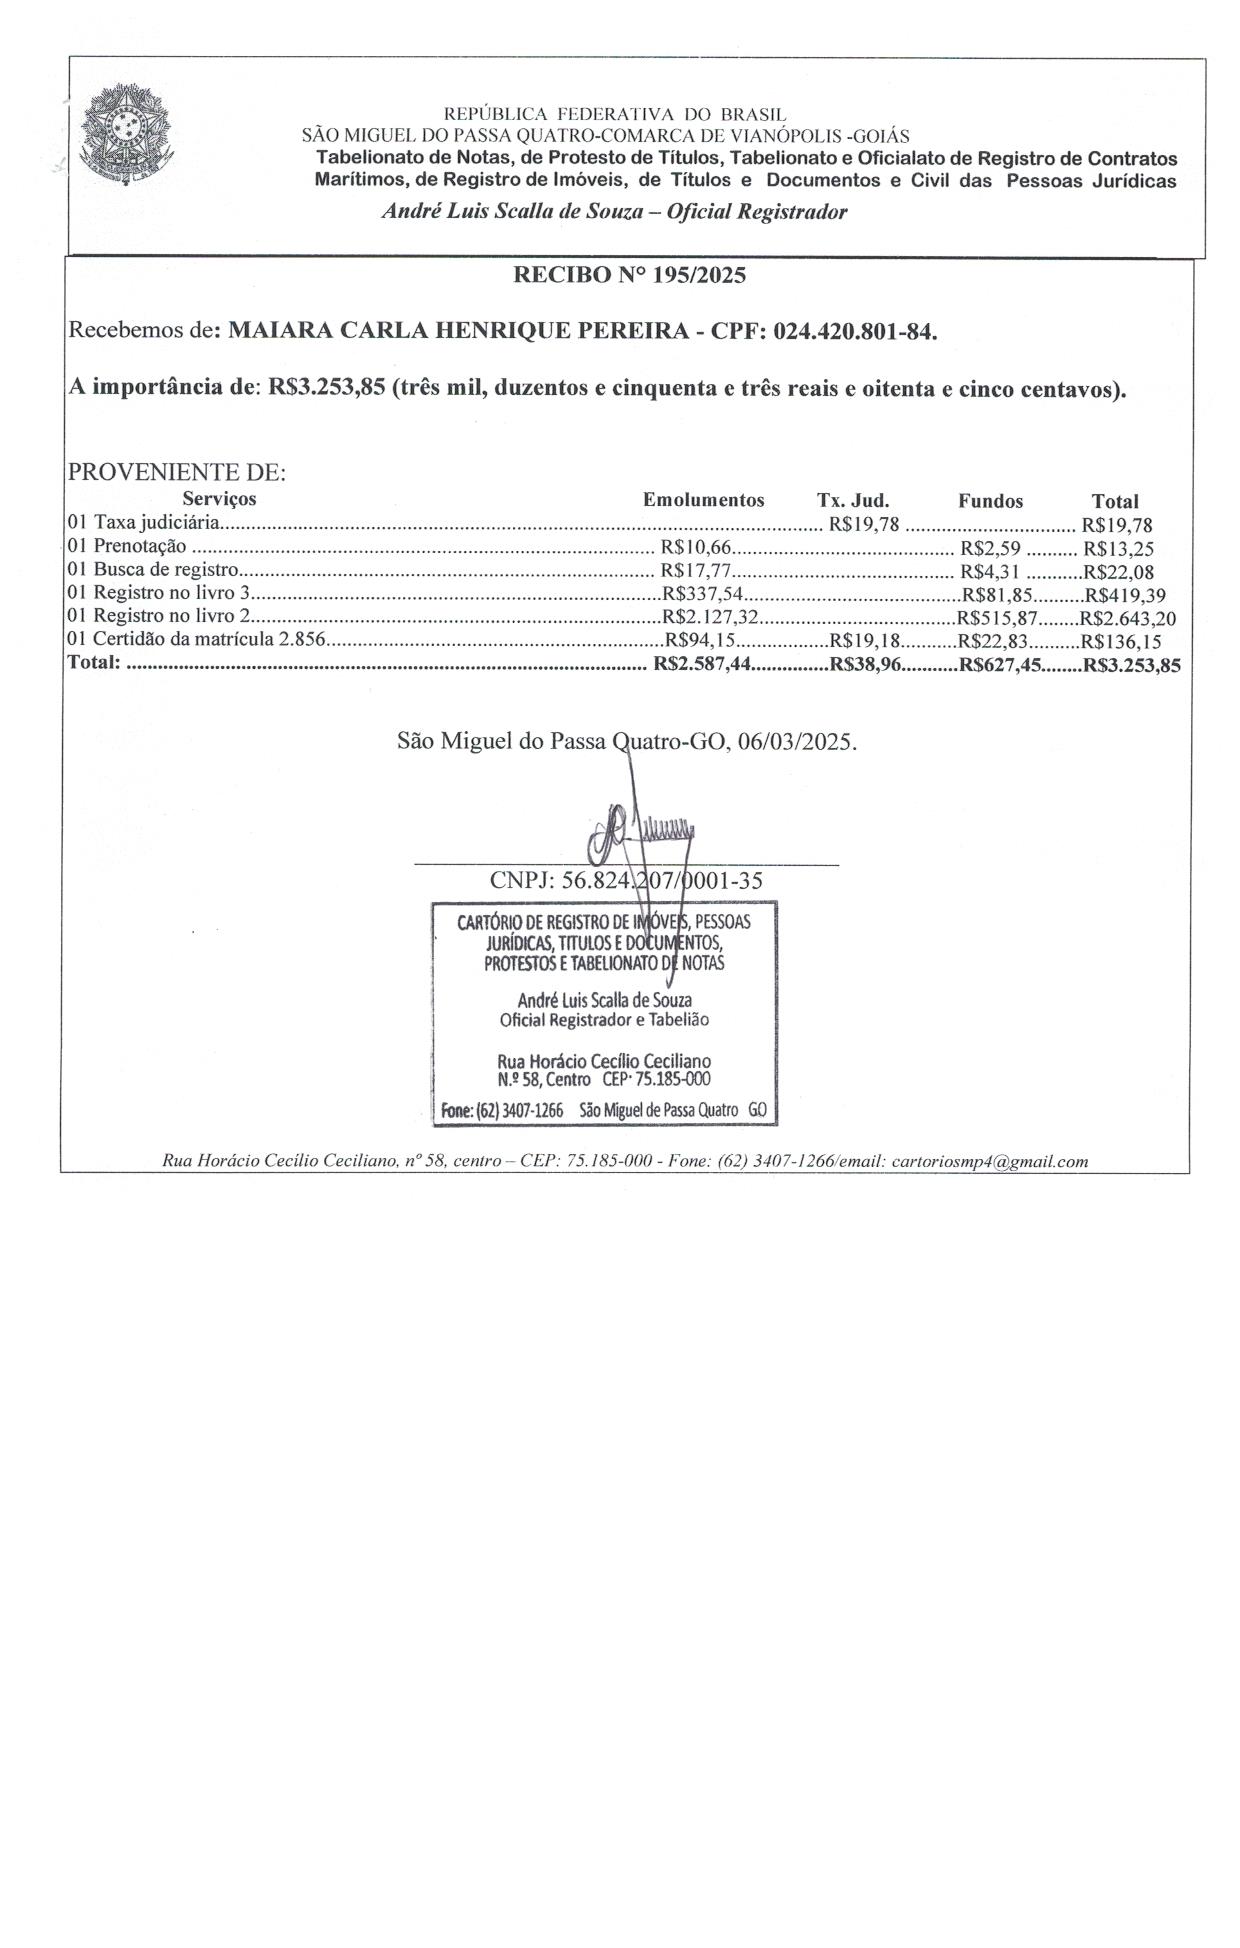 REPÚBLICA FEDERATIVA DO BRASIL
SÃO MIGUEL DO PASSA QUATRO-COMARCA DE VIANÓPOLIS -GOIÁS
Tabelionato de Notas, de Protesto de Títulos, Tabelionato e Oficialato de Registro de Contratos
Marítimos, de Registro de Imóveis, de Títulos e Documentos e Civil das Pessoas Jurídicas
André Luis Scalla de Souza – Oficial Registrador
RECIBO N° 195/2025
Recebemos de: MAIARA CARLA HENRIQUE PEREIRA - CPF: 024.420.801-84.
A importância de: R$3.253,85 (três mil, duzentos e cinquenta e três reais e oitenta e cinco centavos).
PROVENIENTE DE:
Serviços Emolumentos Tx. Jud. Fundos Total
01 Taxa judiciária........ R$19,78 ........ R$19,78
01 Prenotação ........ R$10,66........ R$2,59 .......... R$13,25
01 Busca de registro........ R$17,77........ R$4,31 ..........R$22,08
01 Registro no livro 3........R$337,54........R$81,85.........R$419,39
01 Registro no livro 2........R$2.127,32........R$515,87.......R$2.643,20
01 Certidão da matrícula 2.856........R$94,15........R$19,18..........R$22,83.........R$136,15
Total: ........ R$2.587,44.............R$38,96..........R$627,45.......R$3.253,85
São Miguel do Passa Quatro-GO, 06/03/2025.
CNPJ: 56.824.207/0001-35
CARTÓRIO DE REGISTRO DE IMÓVEIS, PESSOAS
JURÍDICAS, TITULOS E DOCUMENTOS,
PROTESTOS E TABELIONATO DE NOTAS
André Luis Scalla de Souza
Oficial Registrador e Tabelião
Rua Horácio Cecílio Ceciliano
N.º 58, Centro CEP· 75.185-000
Fone: (62) 3407-1266 São Miguel de Passa Quatro GO
Rua Horácio Cecílio Ceciliano, nº 58, centro – CEP: 75.185-000 - Fone: (62) 3407-1266/email: cartoriosmp4@gmail.com